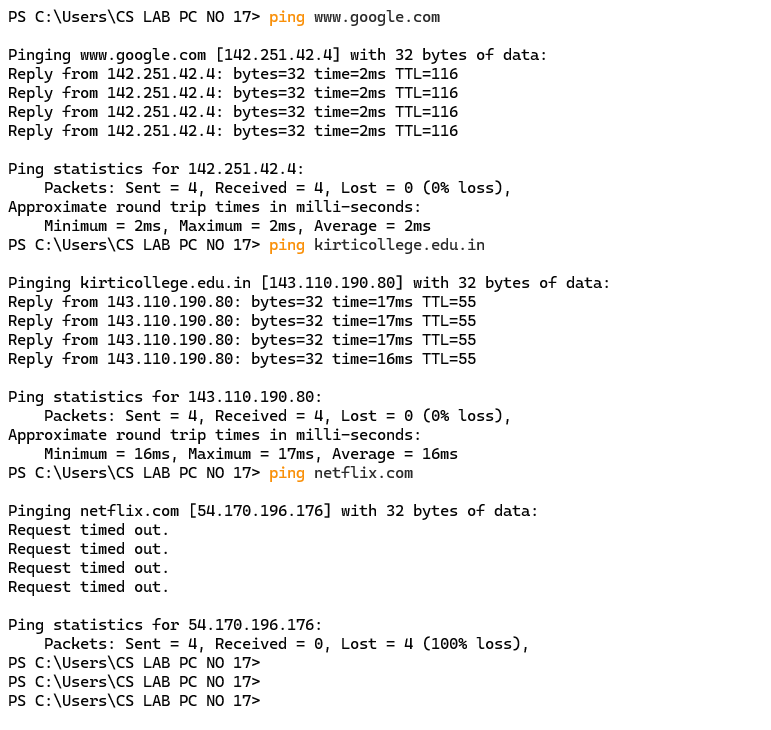 PS C:\Users\CS LAB PC NO 17> ping www.google.com
Pinging www.google.com [142.251.42.4] with 32 bytes of data:
Reply from 142.251.42.4: bytes=32 time=2ms TTL=116
Reply from 142.251.42.4: bytes=32 time=2ms TTL=116
Reply from 142.251.42.4: bytes=32 time=2ms TTL=116
Reply from 142.251.42.4: bytes=32 time=2ms TTL=116
Ping statistics for 142.251.42.4:
    Packets: Sent = 4, Received = 4, Lost = 0 (0% loss),
Approximate round trip times in milli-seconds:
    Minimum = 2ms, Maximum = 2ms, Average = 2ms
PS C:\Users\CS LAB PC NO 17> ping kirticollege.edu.in
Pinging kirticollege.edu.in [143.110.190.80] with 32 bytes of data:
Reply from 143.110.190.80: bytes=32 time=17ms TTL=55
Reply from 143.110.190.80: bytes=32 time=17ms TTL=55
Reply from 143.110.190.80: bytes=32 time=17ms TTL=55
Reply from 143.110.190.80: bytes=32 time=16ms TTL=55
Ping statistics for 143.110.190.80:
    Packets: Sent = 4, Received = 4, Lost = 0 (0% loss),
Approximate round trip times in milli-seconds:
    Minimum = 16ms, Maximum = 17ms, Average = 16ms
PS C:\Users\CS LAB PC NO 17> ping netflix.com
Pinging netflix.com [54.170.196.176] with 32 bytes of data:
Request timed out.
Request timed out.
Request timed out.
Request timed out.
Ping statistics for 54.170.196.176:
    Packets: Sent = 4, Received = 0, Lost = 4 (100% loss),
PS C:\Users\CS LAB PC NO 17>
PS C:\Users\CS LAB PC NO 17>
PS C:\Users\CS LAB PC NO 17>